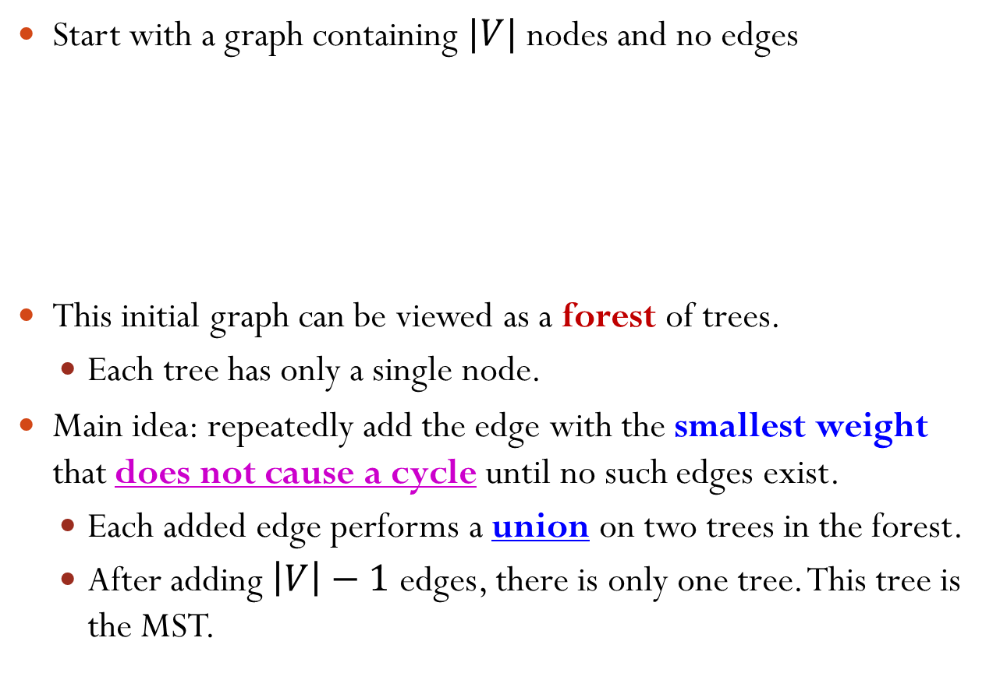 • Start with a graph containing |V| nodes and no edges
• This initial graph can be viewed as a forest of trees.
• Each tree has only a single node.
• Main idea: repeatedly add the edge with the smallest weight
that does not cause a cycle until no such edges exist.
• Each added edge performs a union on two trees in the forest.
• After adding |V| − 1 edges, there is only one tree. This tree is
the MST.